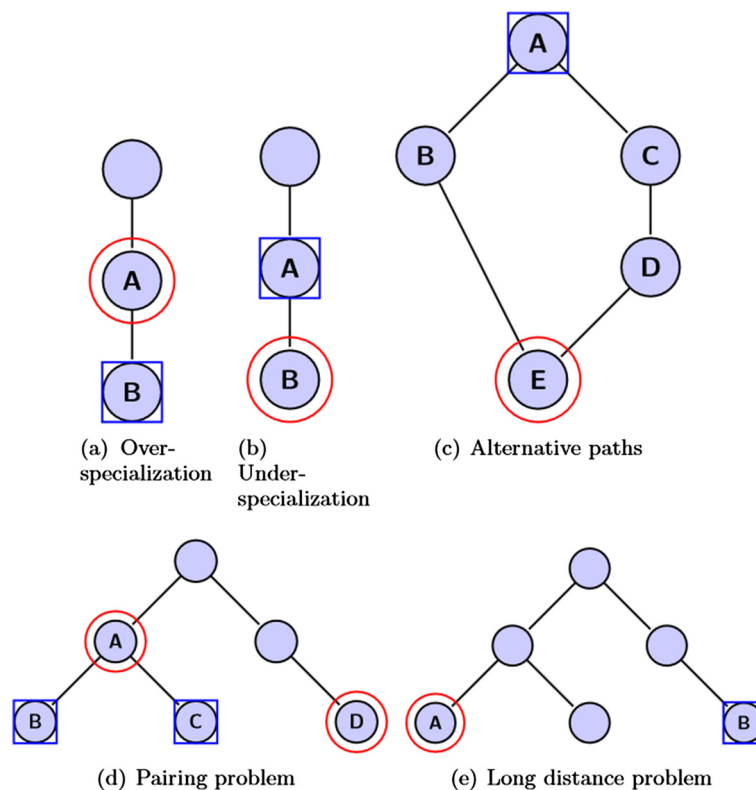 A
B
C
A
A
D
B
B
E
(a) Over-
specialization
(b)
Under-
specialization
(c) Alternative paths
A
B
C
D
A
B
(d) Pairing problem
(e) Long distance problem